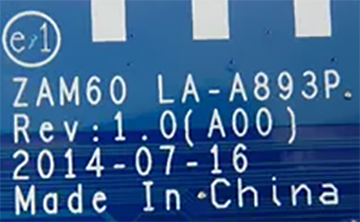 e1
ZAM60 LA-A893P
Rev:1.0(A00)
2014-07-16
Made In China